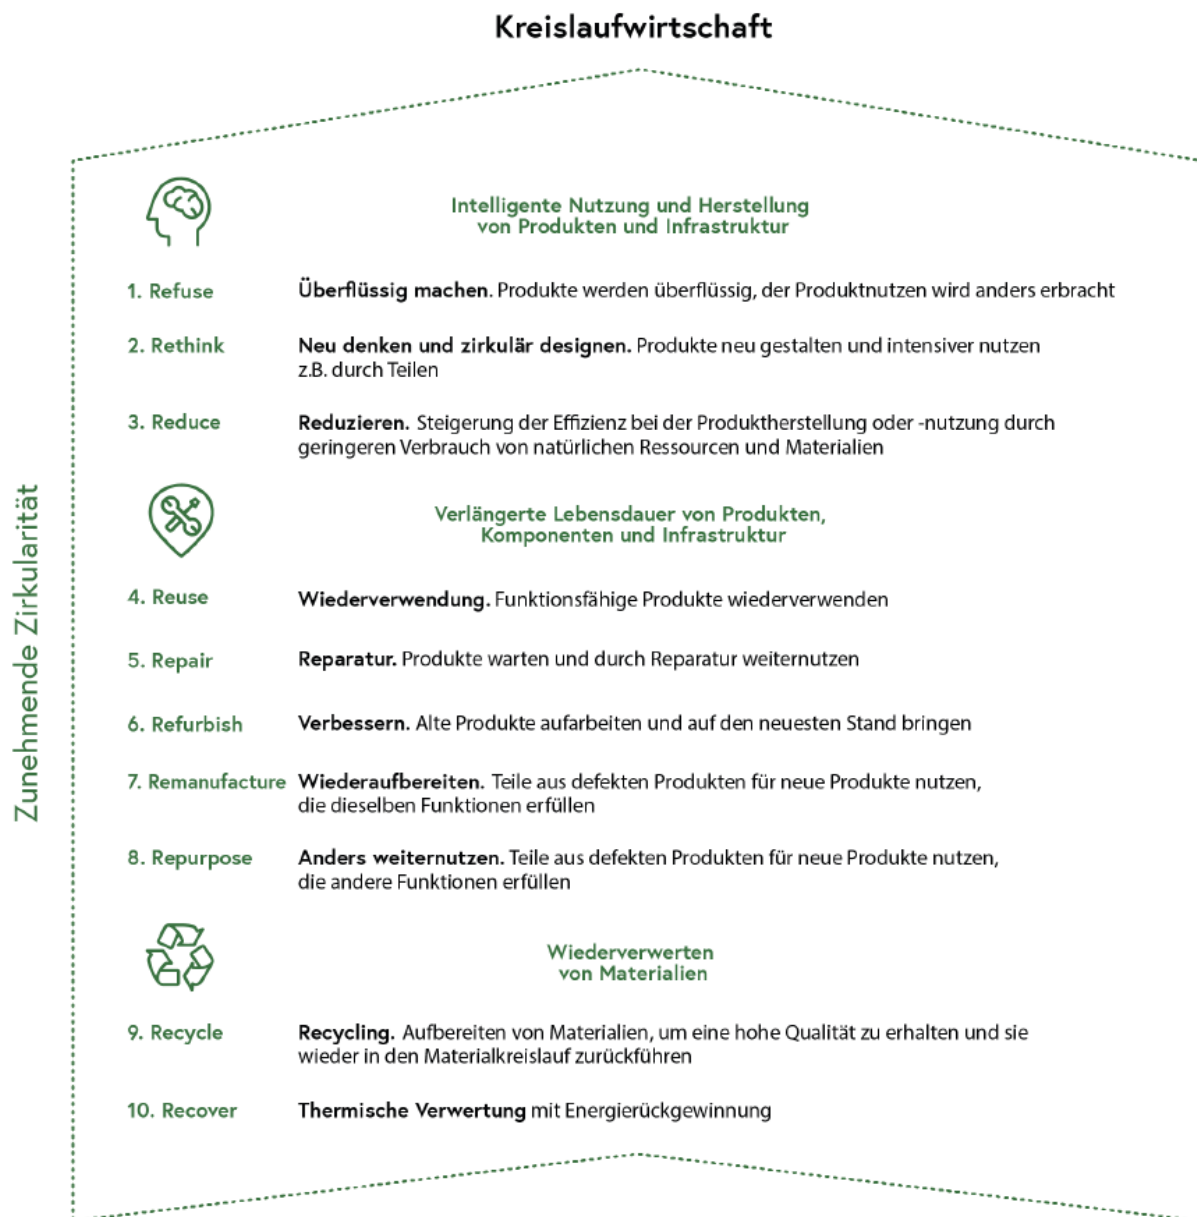 Kreislaufwirtschaft
Zunehmende Zirkularität
Intelligente Nutzung und Herstellung
von Produkten und Infrastruktur
1. Refuse Überflüssig machen. Produkte werden überflüssig, der Produktnutzen wird anders erbracht
2. Rethink Neu denken und zirkulär designen. Produkte neu gestalten und intensiver nutzen
z.B. durch Teilen
3. Reduce Reduzieren. Steigerung der Effizienz bei der Produktherstellung oder -nutzung durch
geringeren Verbrauch von natürlichen Ressourcen und Materialien
Verlängerte Lebensdauer von Produkten,
Komponenten und Infrastruktur
4. Reuse Wiederverwendung. Funktionsfähige Produkte wiederverwenden
5. Repair Reparatur. Produkte warten und durch Reparatur weiternutzen
6. Refurbish Verbessern. Alte Produkte aufarbeiten und auf den neuesten Stand bringen
7. Remanufacture Wiederaufbereiten. Teile aus defekten Produkten für neue Produkte nutzen,
die dieselben Funktionen erfüllen
8. Repurpose Anders weiternutzen. Teile aus defekten Produkten für neue Produkte nutzen,
die andere Funktionen erfüllen
Wiederverwerten
von Materialien
9. Recycle Recycling. Aufbereiten von Materialien, um eine hohe Qualität zu erhalten und sie
wieder in den Materialkreislauf zurückführen
10. Recover Thermische Verwertung mit Energierückgewinnung